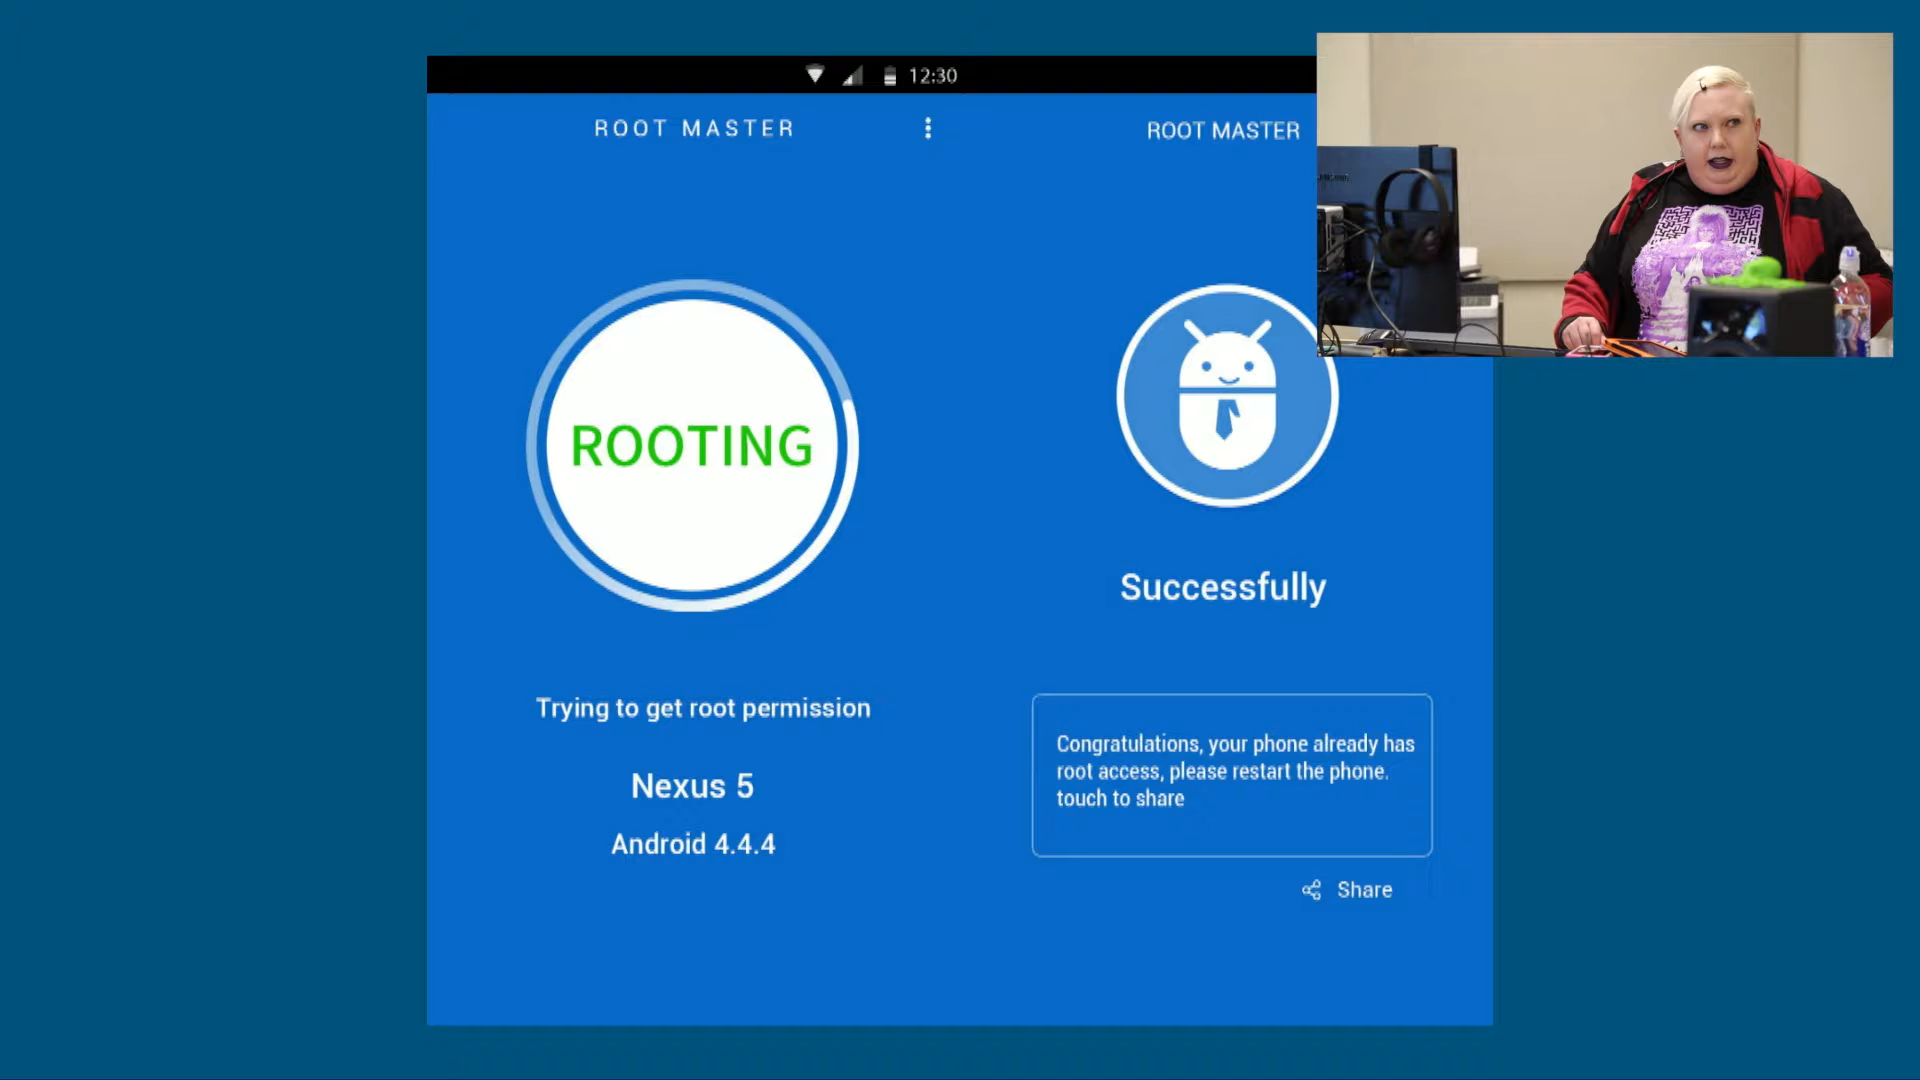 12:30
ROOT MASTER
ROOTING
Trying to get root permission
Nexus 5
Android 4.4.4
ROOT MASTER
Successfully
Congratulations, your phone already has
root access, please restart the phone.
touch to share
Share